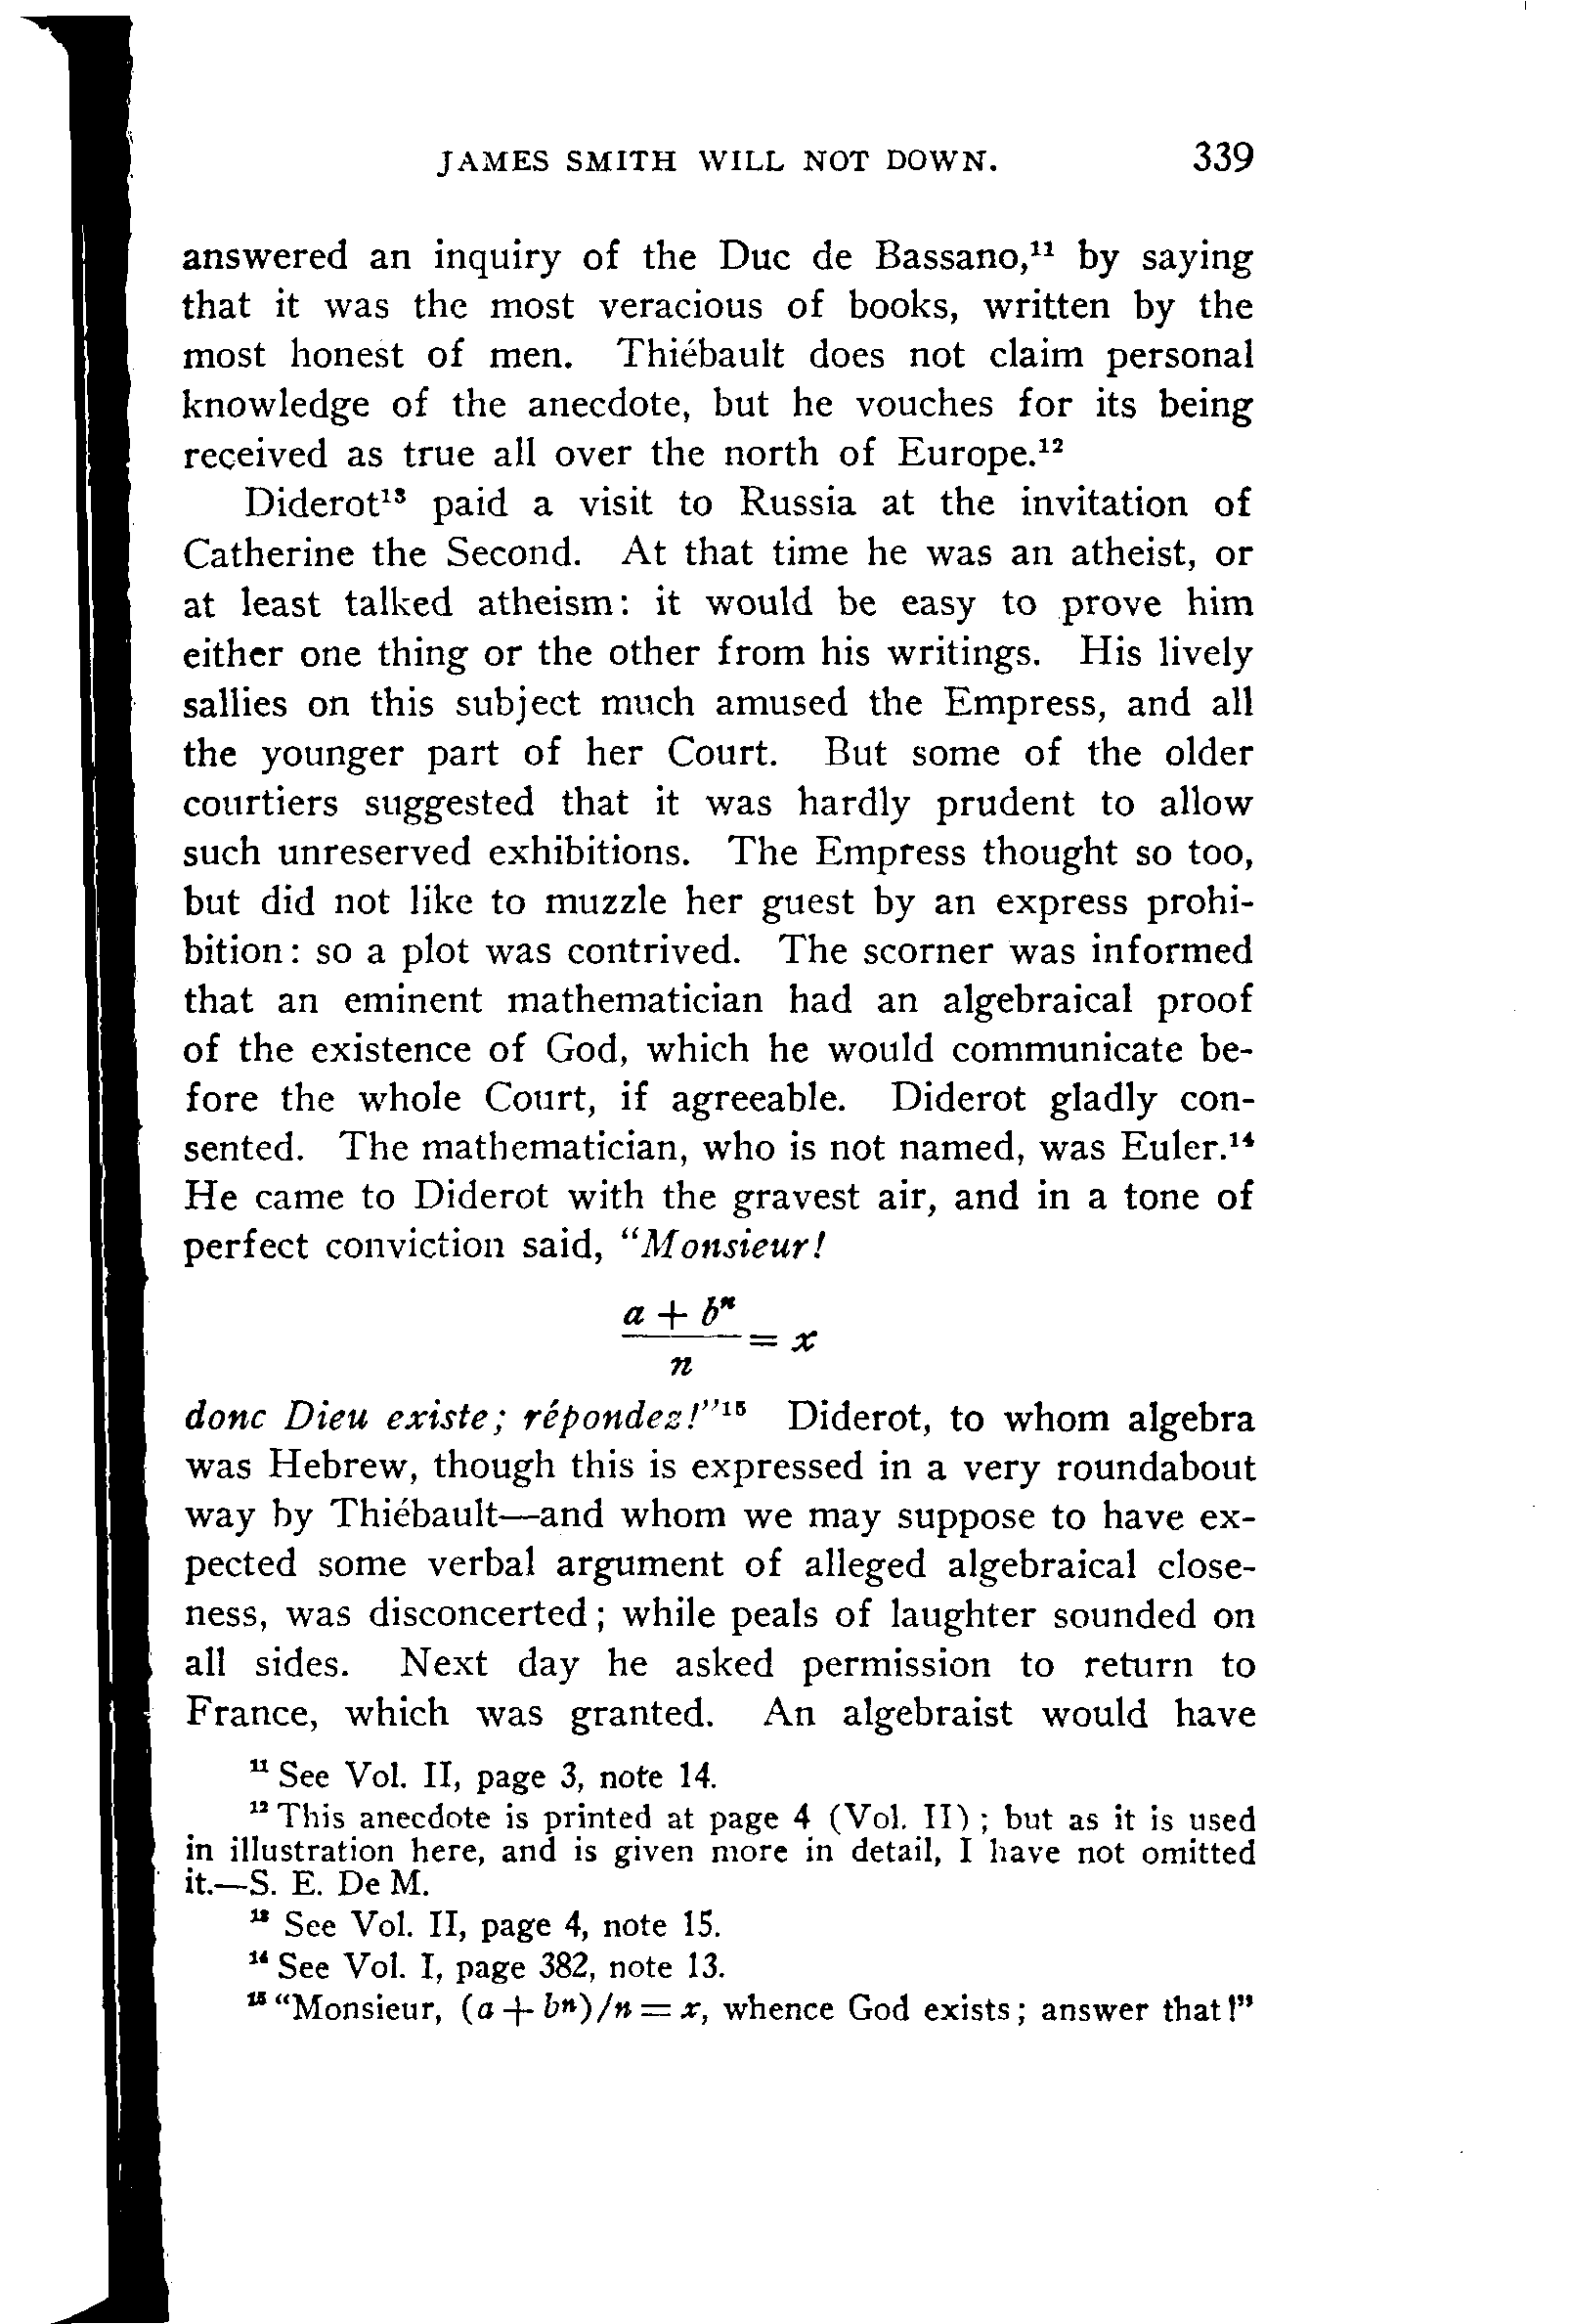 JAMES SMITH WILL NOT DOWN. 339
answered an inquiry of the Duc de Bassano,¹¹ by saying
that it was the most veracious of books, written by the
most honest of men. Thiébault does not claim personal
knowledge of the anecdote, but he vouches for its being
received as true all over the north of Europe.¹²
Diderot¹³ paid a visit to Russia at the invitation of
Catherine the Second. At that time he was an atheist, or
at least talked atheism: it would be easy to prove him
either one thing or the other from his writings. His lively
sallies on this subject much amused the Empress, and all
the younger part of her Court. But some of the older
courtiers suggested that it was hardly prudent to allow
such unreserved exhibitions. The Empress thought so too,
but did not like to muzzle her guest by an express prohi-
bition: so a plot was contrived. The scorner was informed
that an eminent mathematician had an algebraical proof
of the existence of God, which he would communicate be-
fore the whole Court, if agreeable. Diderot gladly con-
sented. The mathematician, who is not named, was Euler.¹⁴
He came to Diderot with the gravest air, and in a tone of
perfect conviction said, "Monsieur!
a + bⁿ
= x
n
donc Dieu existe; répondez!"¹⁵ Diderot, to whom algebra
was Hebrew, though this is expressed in a very roundabout
way by Thiébault—and whom we may suppose to have ex-
pected some verbal argument of alleged algebraical close-
ness, was disconcerted; while peals of laughter sounded on
all sides. Next day he asked permission to return to
France, which was granted. An algebraist would have
¹¹ See Vol. II, page 3, note 14.
¹² This anecdote is printed at page 4 (Vol. II); but as it is used
in illustration here, and is given more in detail, I have not omitted
it.—S. E. De M.
¹³ See Vol. II, page 4, note 15.
¹⁴ See Vol. I, page 382, note 13.
¹⁵ "Monsieur, (a + bⁿ)/n = x, whence God exists; answer that!"